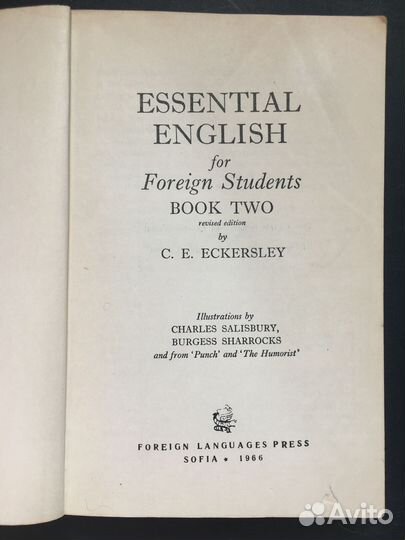 ESSENTIAL
ENGLISH
for
Foreign Students
BOOK TWO
revised edition
by
C. E. ECKERSLEY
Illustrations by
CHARLES SALISBURY,
BURGESS SHARROCKS
and from 'Punch' and 'The Humorist'
FOREIGN LANGUAGES PRESS
SOFIA * 1966
Avito